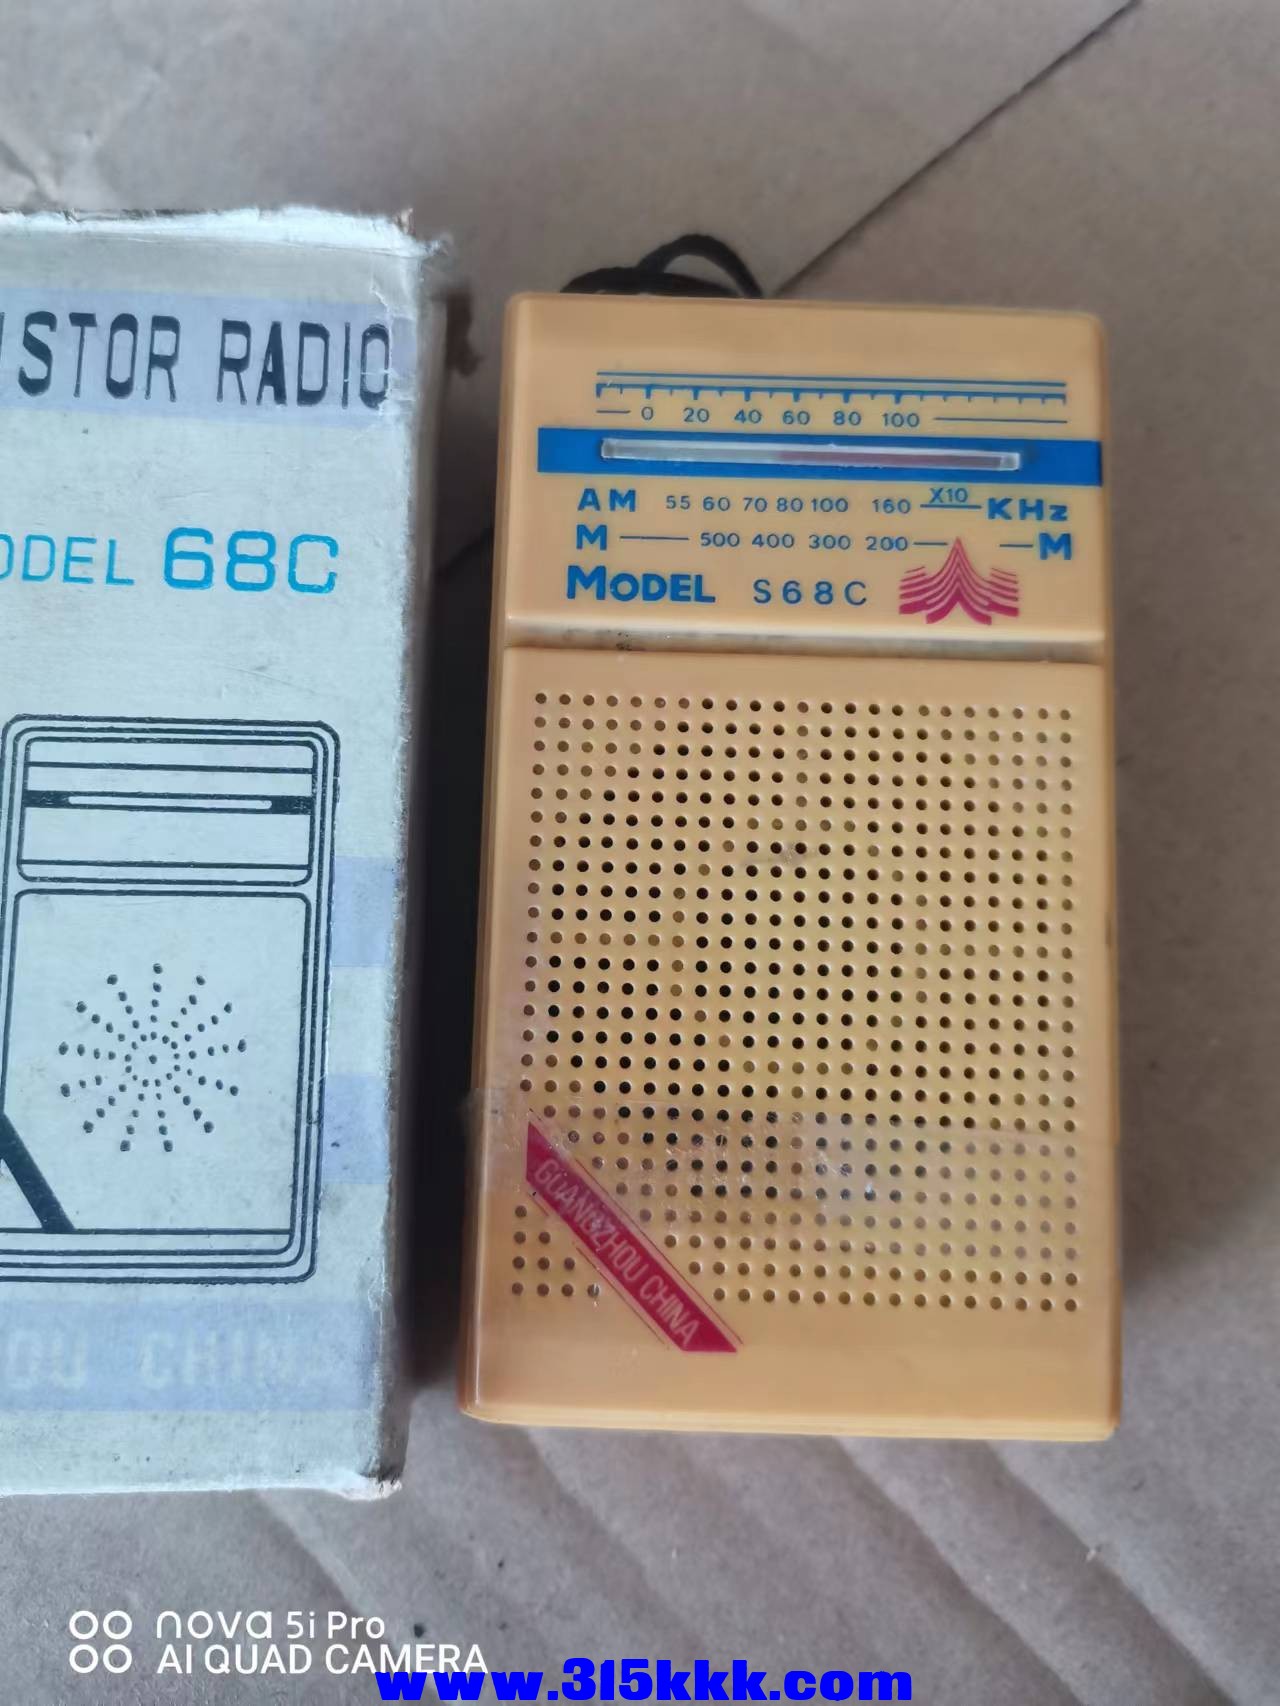 ISTOR RADIO
ODEL 68C
OU CHINA
0 20 40 60 80 100
AM 55 60 70 80 100 160 X10 KHz
M 500 400 300 200 M
MODEL S68C
GUANGZHOU CHINA
nova 5i Pro
AI QUAD CAMERA
www.315kkk.com